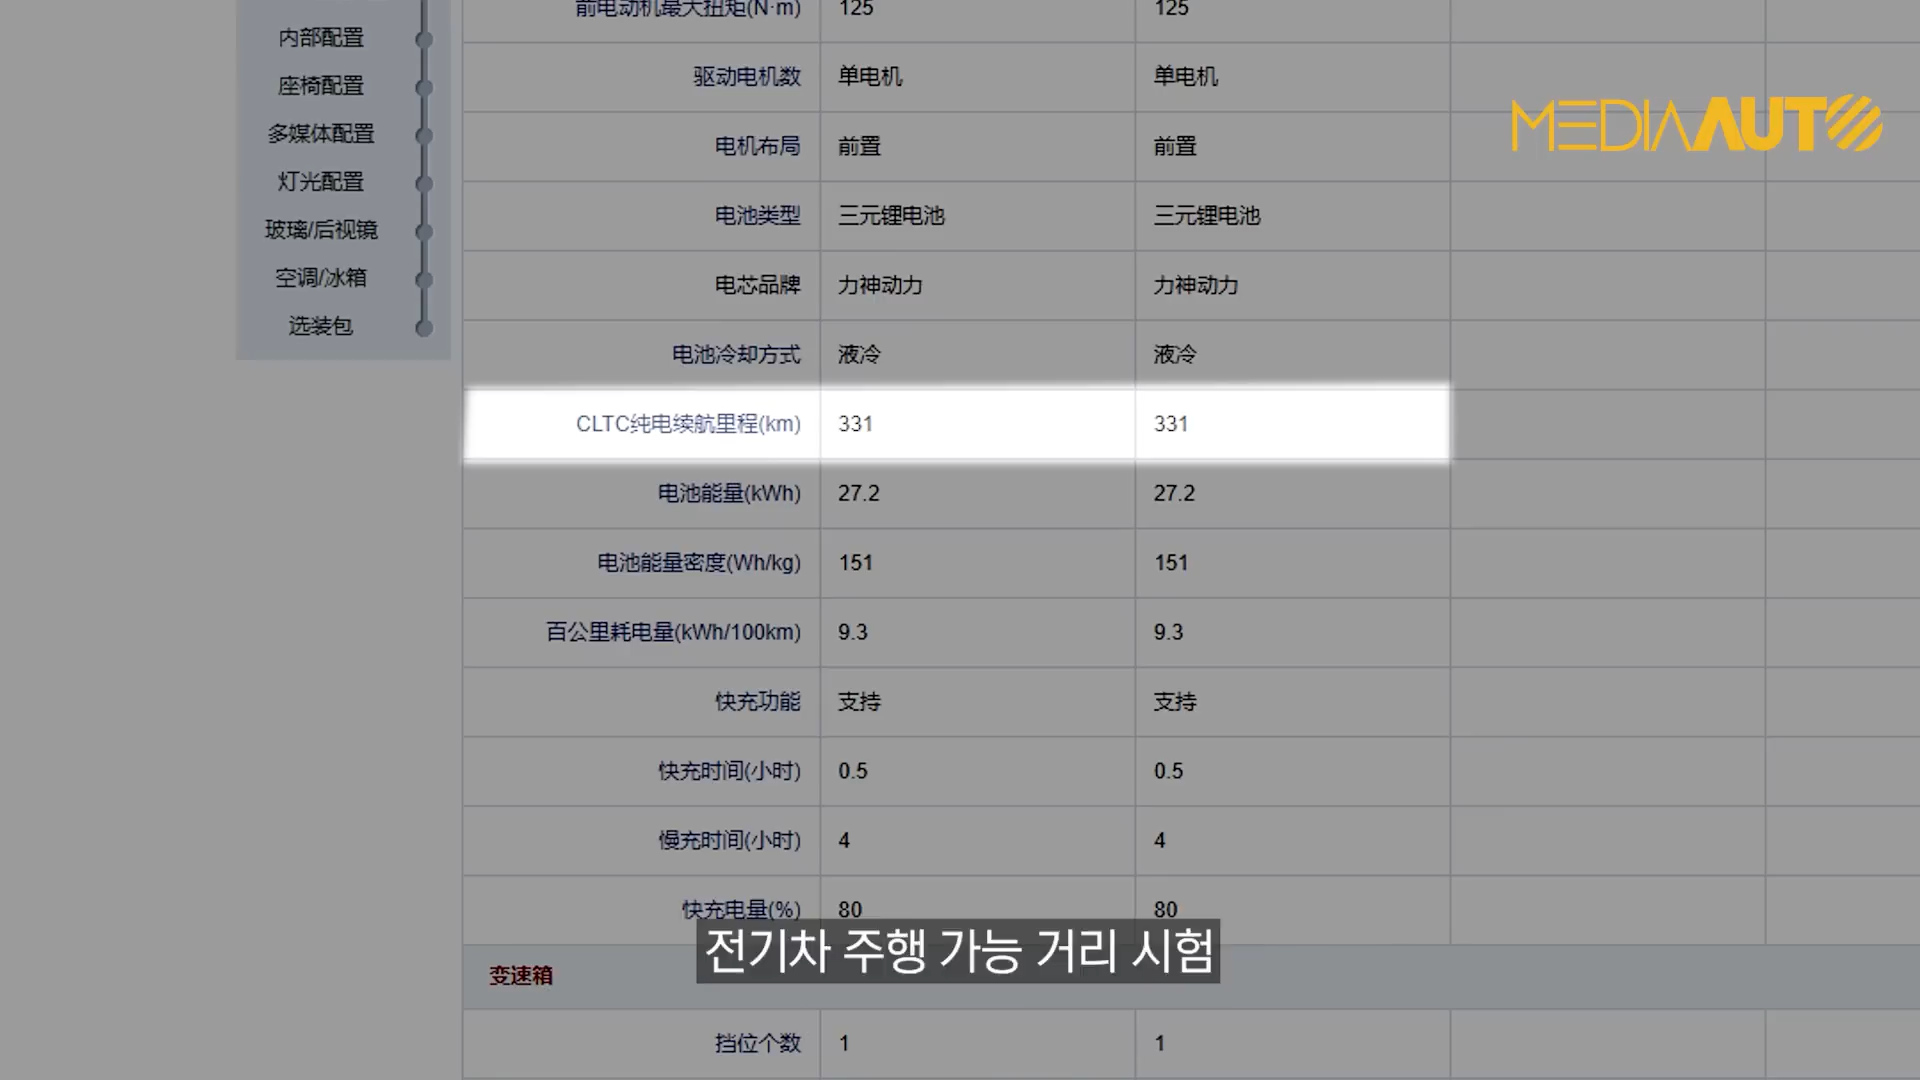 前电动机最大扭矩(N·m) 125 125
内部配置
座椅配置
多媒体配置
灯光配置
玻璃/后视镜
空调/冰箱
选装包
驱动电机数 单电机 单电机
MEDIAAUTO
电机布局 前置 前置
电池类型 三元锂电池 三元锂电池
电芯品牌 力神动力 力神动力
电池冷却方式 液冷 液冷
CLTC纯电续航里程(km) 331 331
电池能量(kWh) 27.2 27.2
电池能量密度(Wh/kg) 151 151
百公里耗电量(kWh/100km) 9.3 9.3
快充功能 支持 支持
快充时间(小时) 0.5 0.5
慢充时间(小时) 4 4
快充电量(%) 80 80
전기차 주행 가능 거리 시험
变速箱
挡位个数 1 1